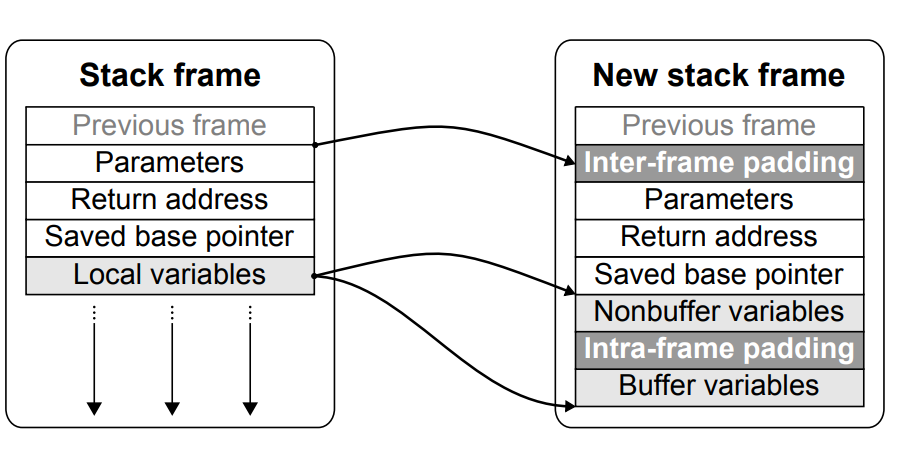 Stack frame
Previous frame
Parameters
Return address
Saved base pointer
Local variables
New stack frame
Previous frame
Inter-frame padding
Parameters
Return address
Saved base pointer
Nonbuffer variables
Intra-frame padding
Buffer variables